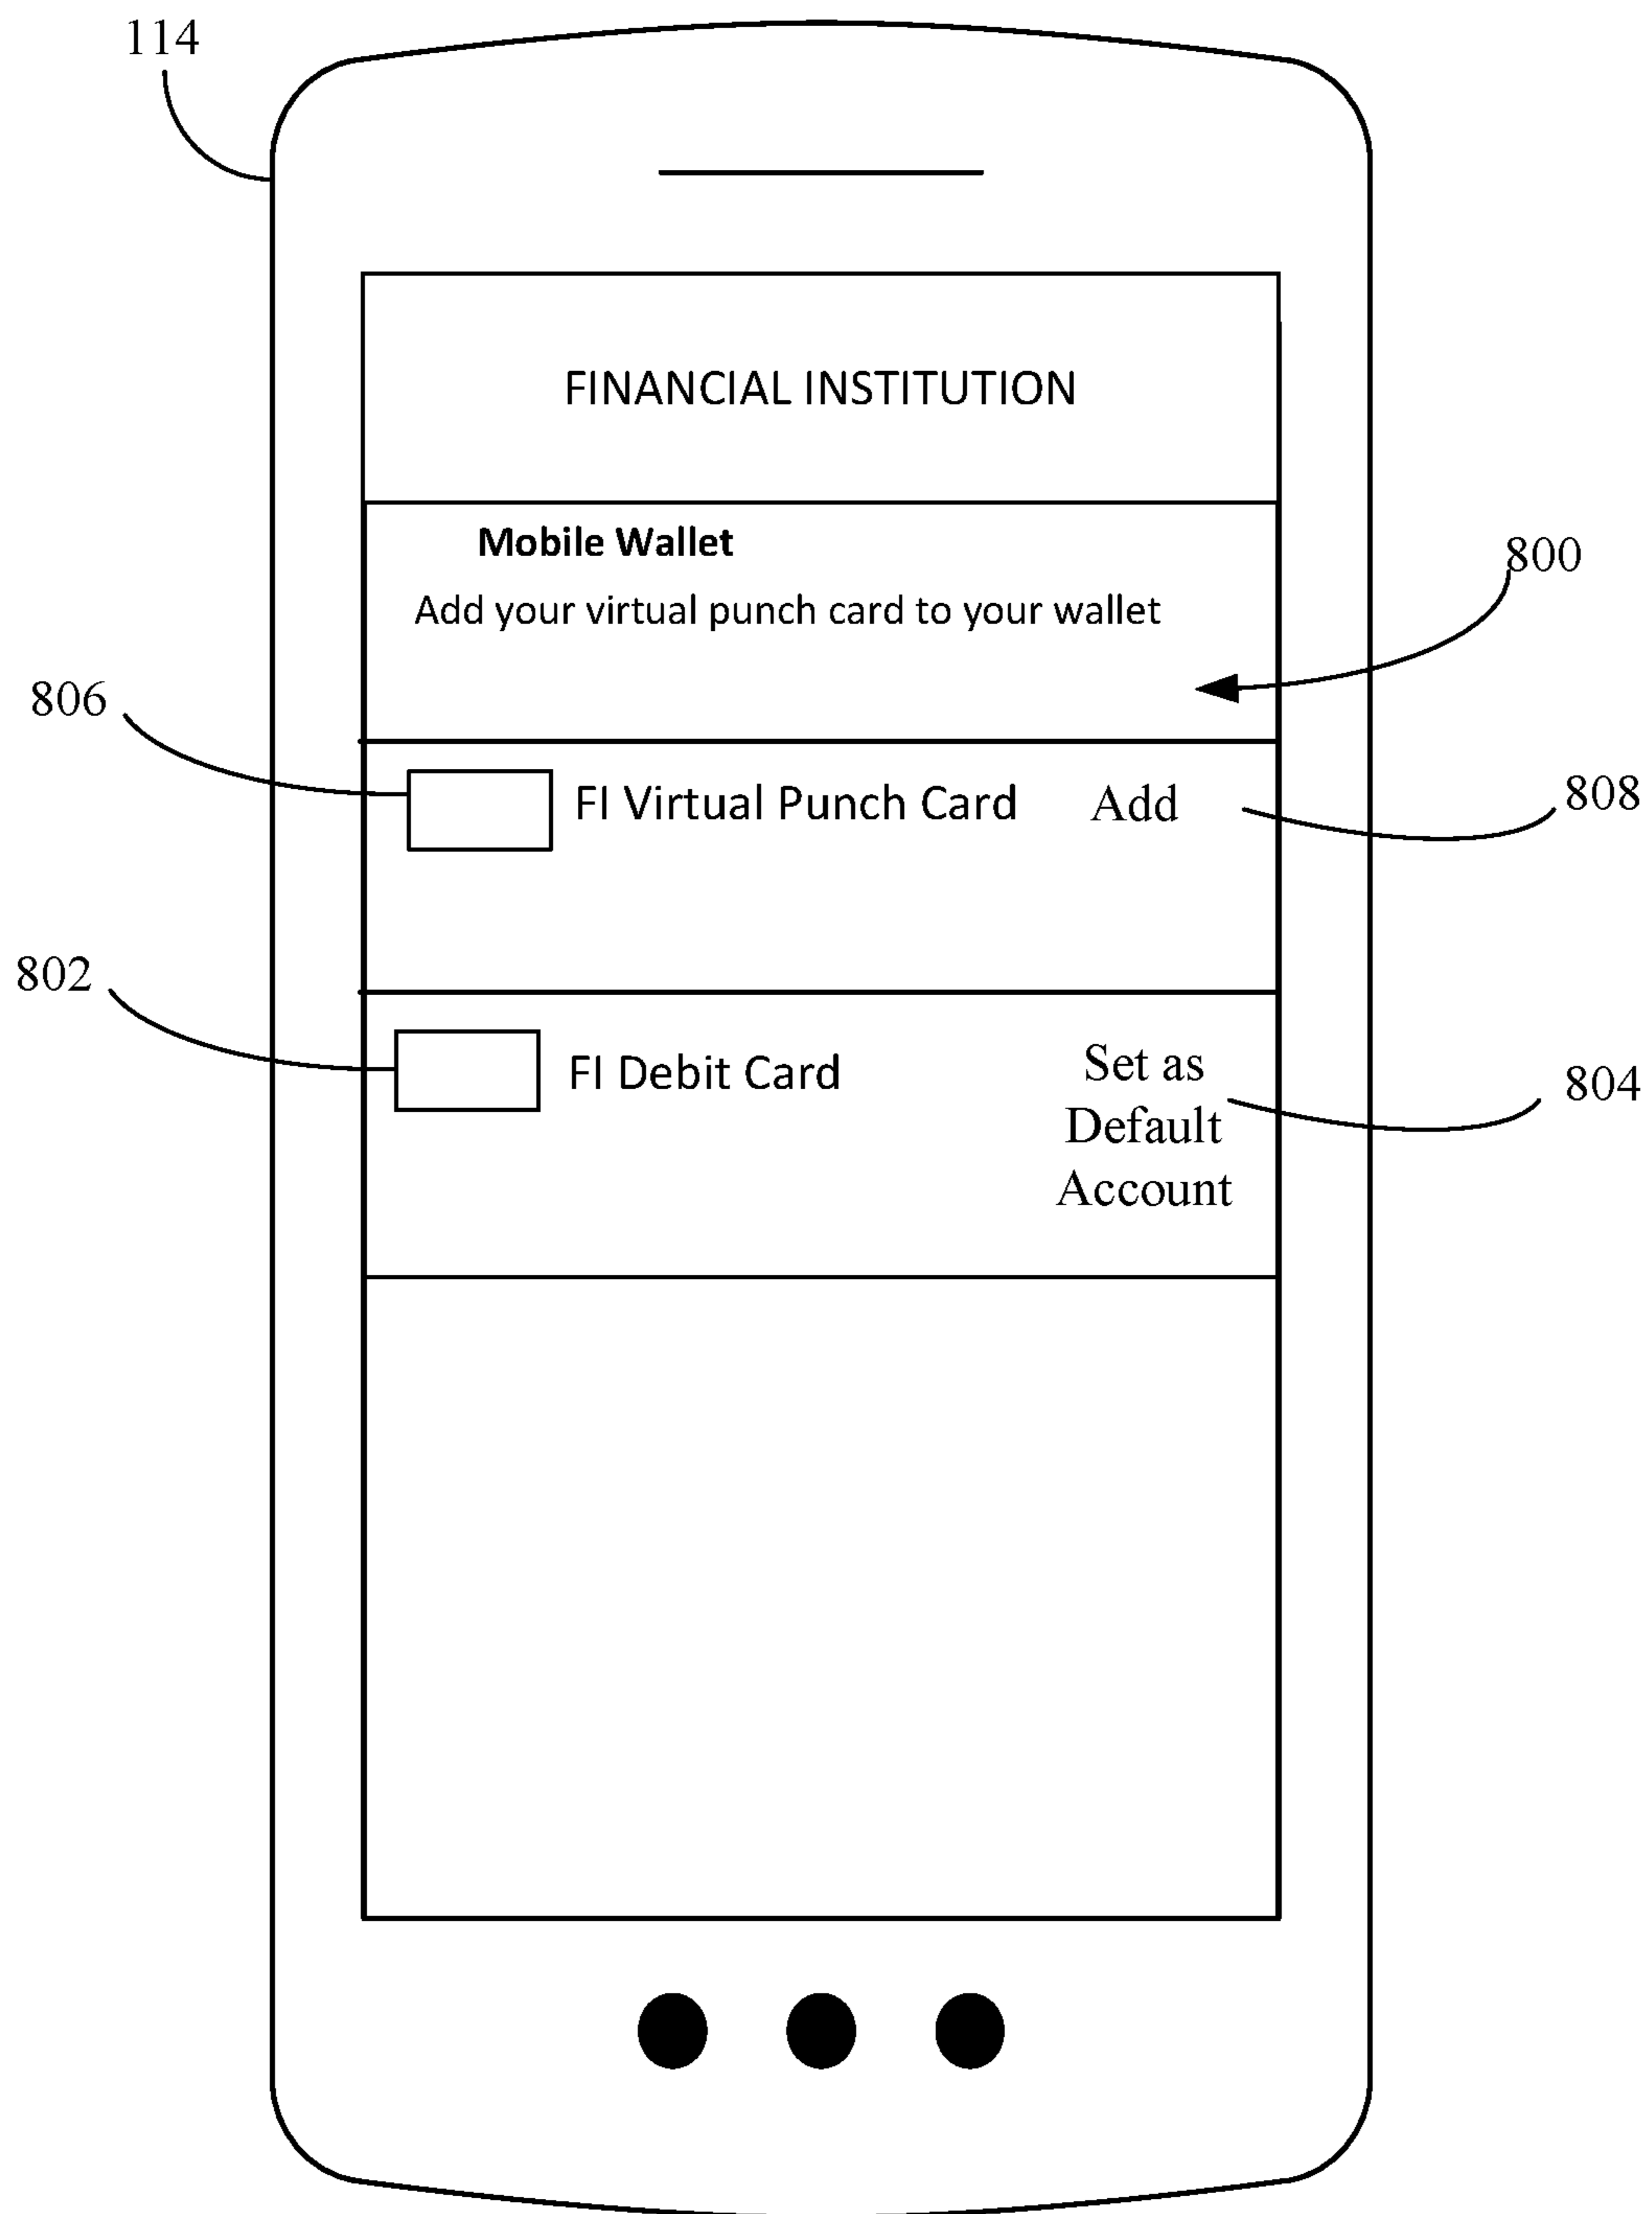 114
FINANCIAL INSTITUTION
Mobile Wallet
800
Add your virtual punch card to your wallet
806
FI Virtual Punch Card Add
808
802
FI Debit Card
Set as
Default
Account
804